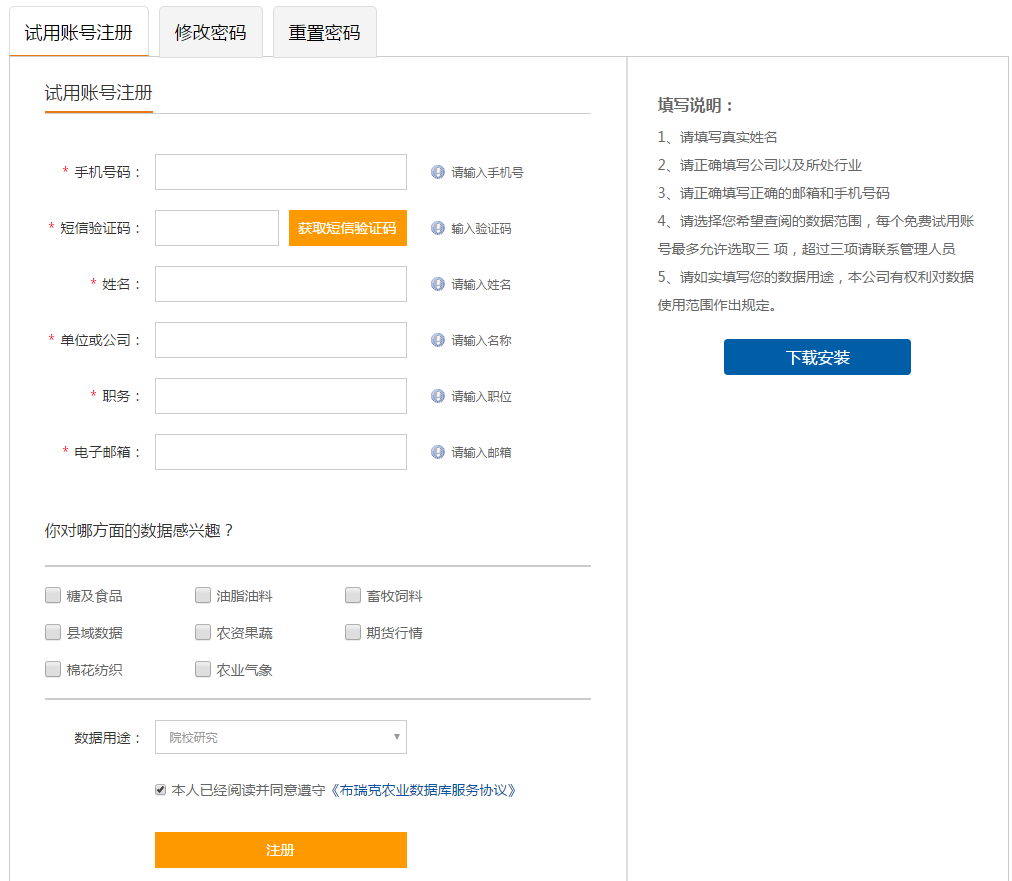 试用账号注册 修改密码 重置密码
试用账号注册
* 手机号码： 请输入手机号
* 短信验证码： 获取短信验证码 输入验证码
* 姓名： 请输入姓名
* 单位或公司： 请输入名称
* 职务： 请输入职位
* 电子邮箱： 请输入邮箱
你对哪方面的数据感兴趣？
糖及食品 油脂油料 畜牧饲料
县域数据 农资果蔬 期货行情
棉花纺织 农业气象
数据用途： 院校研究
本人已经阅读并同意遵守《布瑞克农业数据库服务协议》
注册
填写说明：
1、请填写真实姓名
2、请正确填写公司以及所处行业
3、请正确填写正确的邮箱和手机号码
4、请选择您希望查阅的数据范围，每个免费试用账
号最多允许选取三 项，超过三项请联系管理人员
5、请如实填写您的数据用途，本公司有权利对数据
使用范围作出规定。
下载安装